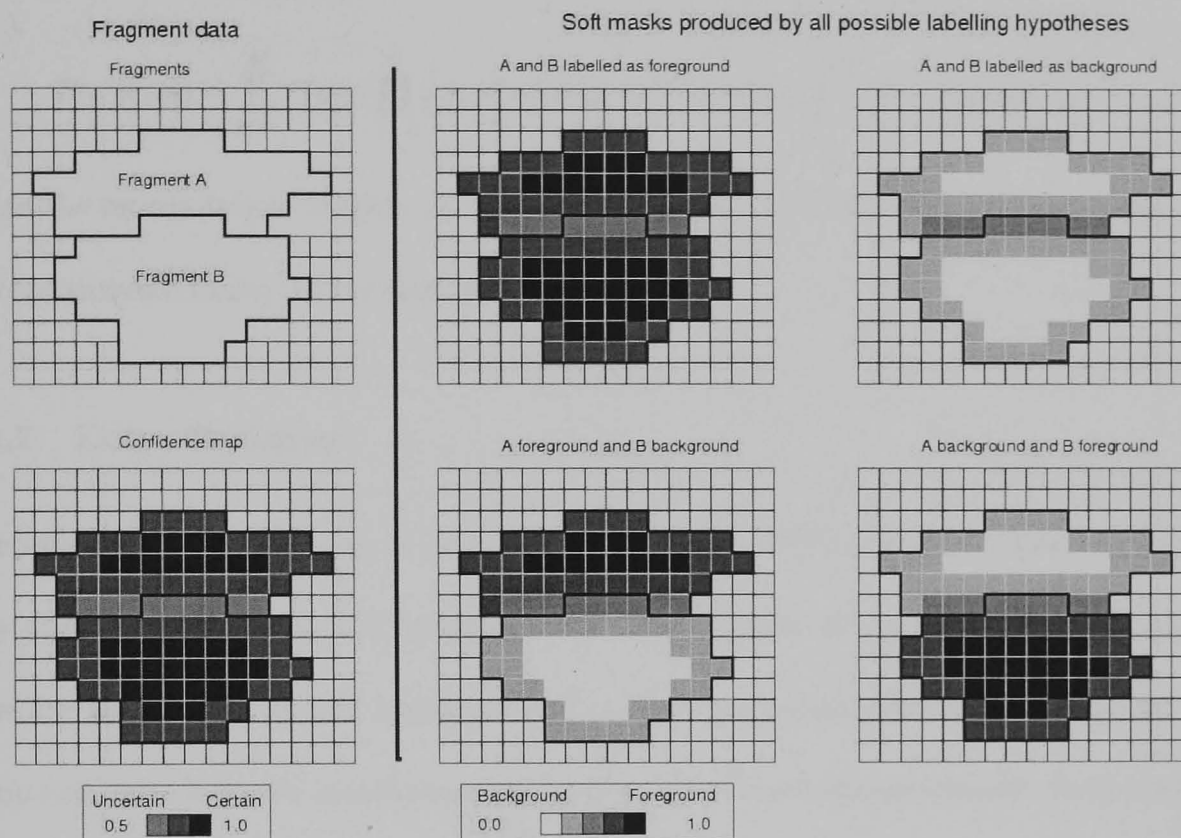 Fragment data
Soft masks produced by all possible labelling hypotheses
Fragments
A and B labelled as foreground
A and B labelled as background
Fragment A
Fragment B
Confidence map
A foreground and B background
A background and B foreground
Uncertain Certain
0.5 1.0
Background Foreground
0.0 1.0